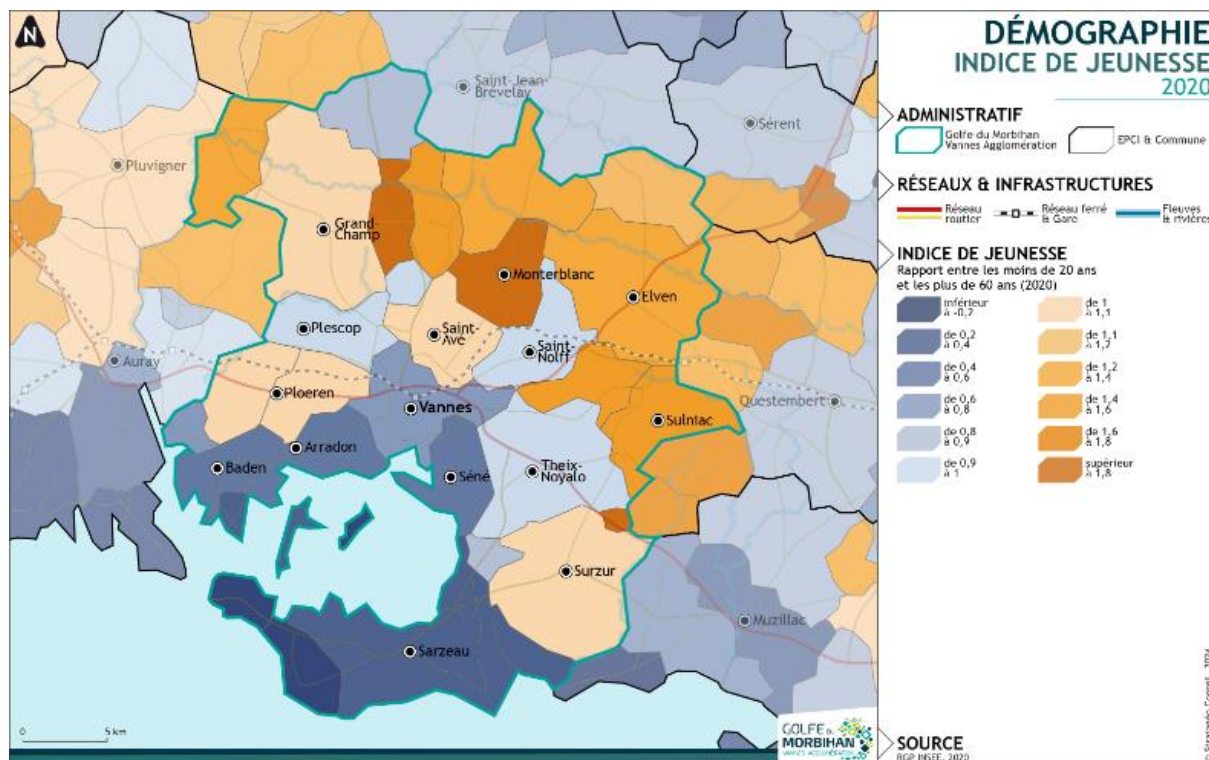 N
DÉMOGRAPHIE
INDICE DE JEUNESSE
2020
ADMINISTRATIF
Golfe du Morbihan
Vannes Agglomération
EPCI & Commune
RÉSEAUX & INFRASTRUCTURES
Réseau
routier
Réseau ferré
& Gare
Fleuves
& rivières
INDICE DE JEUNESSE
Rapport entre les moins de 20 ans
et les plus de 60 ans (2020)
inférieur
de 0,2
à 0,4
de 0,4
à 0,6
de 0,6
à 0,8
de 0,8
à 0,9
de 0,9
à 1
de 1
à 1,1
de 1,1
de 1,2
à 1,4
de 1,4
à 1,6
de 1,6
à 1,8
supérieur
à 1,8
SOURCE
RGP INSEE, 2020
Saint-Jean-
Brévelay
Sérent
Pluvigner
Grand-
Champ
Monterblanc
Elven
Plescop
Saint-
Avé
Saint-
Nolff
Auray
Ploeren
Vannes
Questembert
Sulniac
Arradon
Baden
Séné
Theix-
Noyalo
Surzur
Muzillac
Sarzeau
0
5 km
GOLFE DU
MORBIHAN
VANNES AGGLOMÉRATION